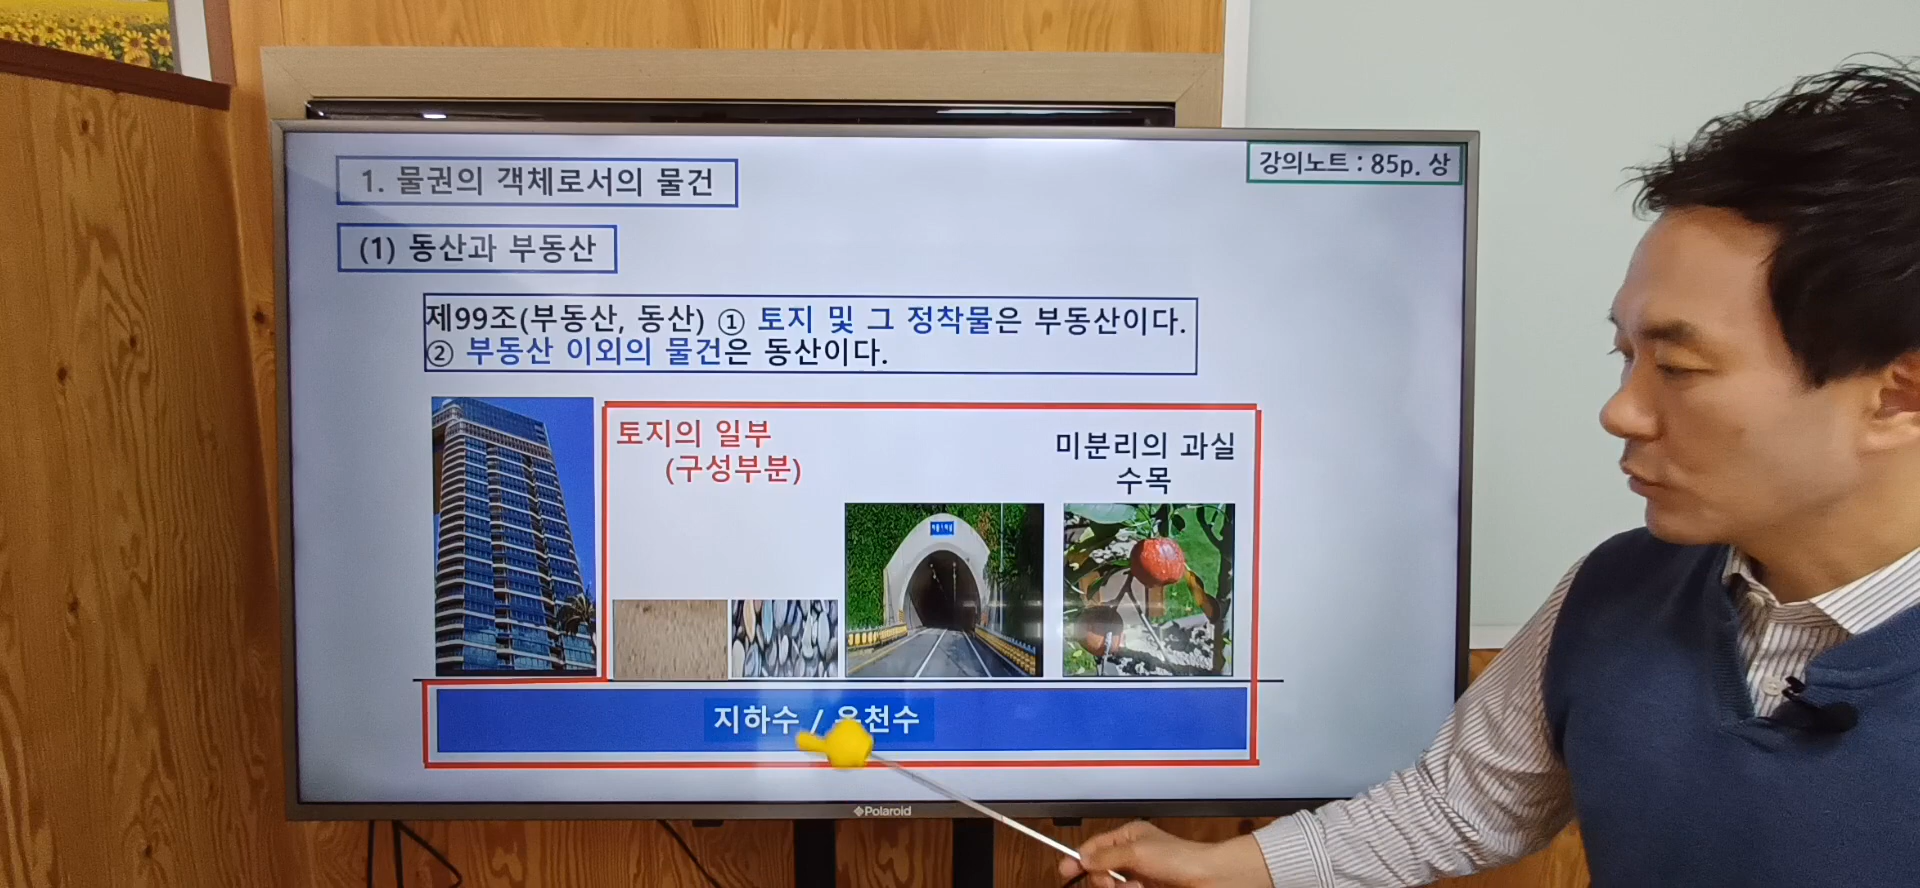 강의노트 : 85p. 상
1. 물권의 객체로서의 물건
(1) 동산과 부동산
제99조(부동산, 동산) ① 토지 및 그 정착물은 부동산이다.
② 부동산 이외의 물건은 동산이다.
토지의 일부
(구성부분)
미분리의 과실
수목
지하수 / 천수
Polaroid